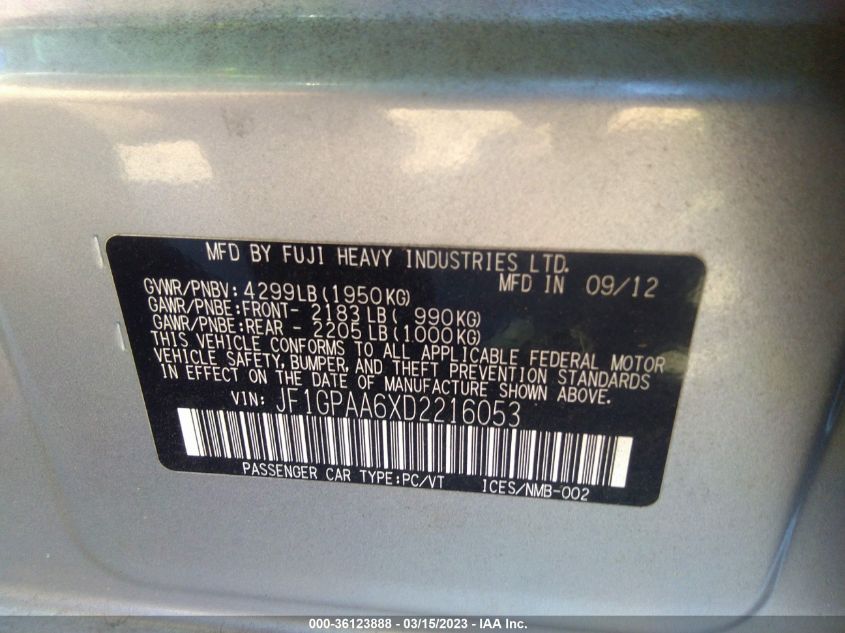 MFD BY FUJI HEAVY INDUSTRIES LTD.
MFD IN 09/12
GVWR/PNBV: 4299LB(1950KG)
GAWR/PNBE:FRONT- 2183LB( 990KG)
GAWR/PNBE:REAR - 2205LB(1000KG)
THIS VEHICLE CONFORMS TO ALL APPLICABLE FEDERAL MOTOR
VEHICLE SAFETY, BUMPER, AND THEFT PREVENTION STANDARDS
IN EFFECT ON THE DATE OF MANUFACTURE SHOWN ABOVE.
VIN: JF1GPAA6XD2216053
PASSENGER CAR TYPE:PC/VT ICES/NMB-002
000-36123888 - 03/15/2023 - IAA Inc.